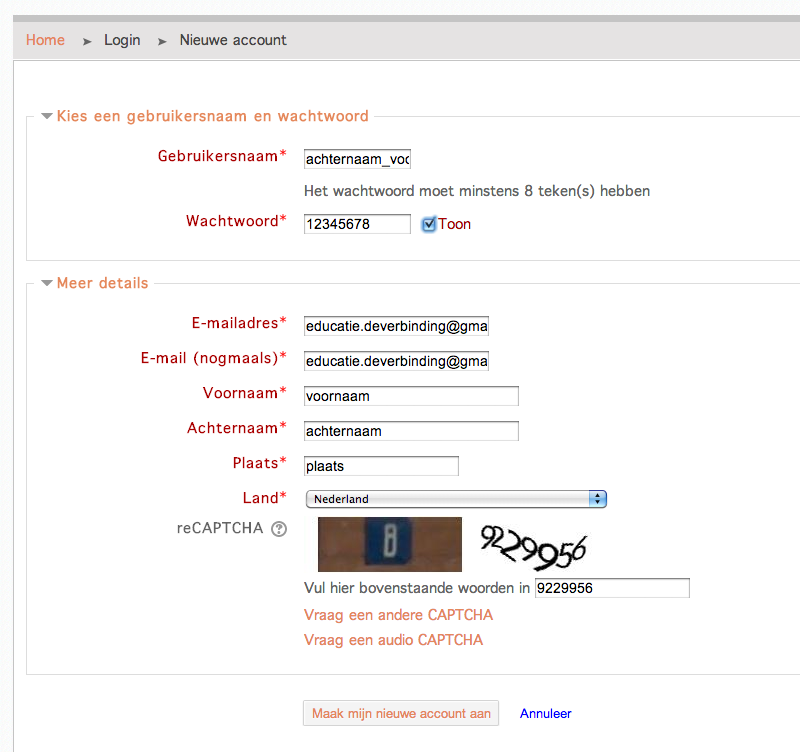 Home ► Login ► Nieuwe account
Kies een gebruikersnaam en wachtwoord
Gebruikersnaam* achternaam_voo
Het wachtwoord moet minstens 8 teken(s) hebben
Wachtwoord* 12345678 Toon
Meer details
E-mailadres* educatie.deverbinding@gma
E-mail (nogmaals)* educatie.deverbinding@gma
Voornaam* voornaam
Achternaam* achternaam
Plaats* plaats
Land* Nederland
reCAPTCHA ? 8 9229956
Vul hier bovenstaande woorden in 9229956
Vraag een andere CAPTCHA
Vraag een audio CAPTCHA
Maak mijn nieuwe account aan Annuleer